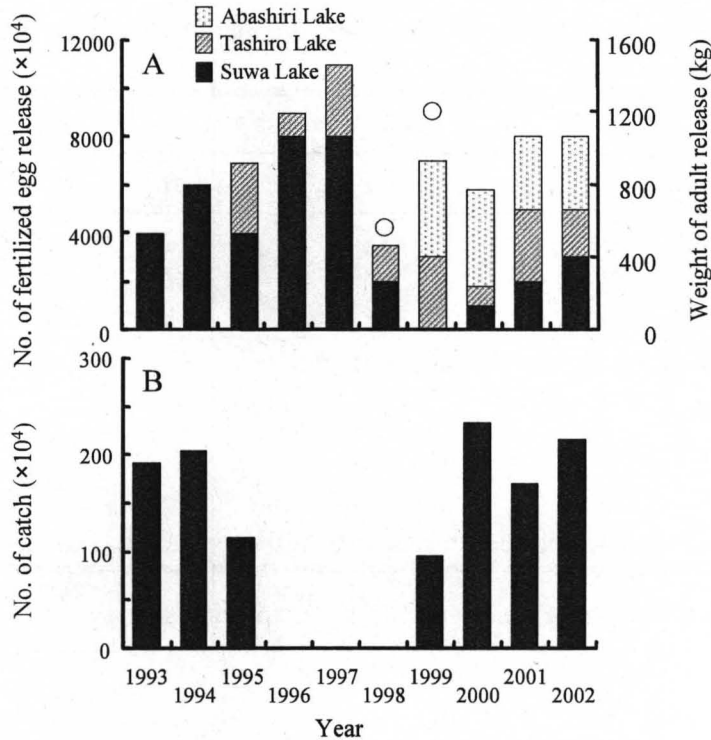 Abashiri Lake
Tashiro Lake
Suwa Lake
A
No. of fertilized egg release (×10⁴)
12000
8000
4000
0
1600
1200
800
400
0
Weight of adult release (kg)
B
No. of catch (×10⁴)
300
200
100
0
1993 1995 1997 1999 2001
1994 1996 1998 2000 2002
Year